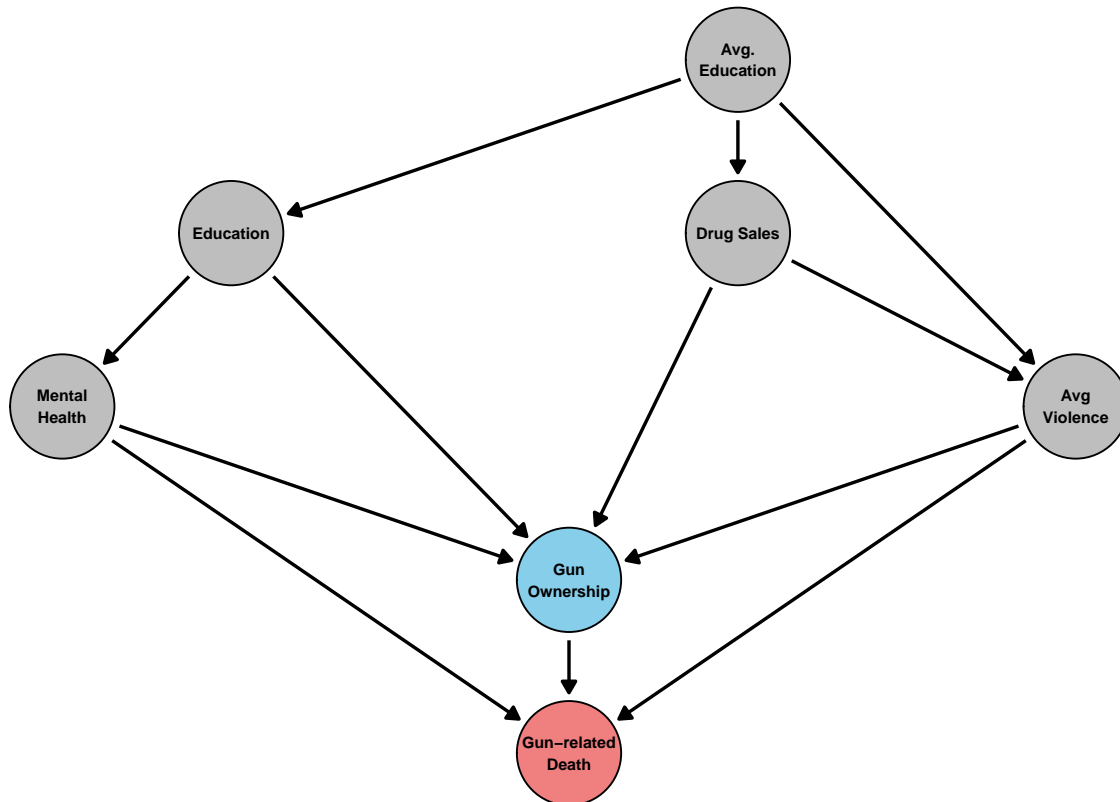 Avg.
Education
Education
Drug Sales
Mental
Health
Avg
Violence
Gun
Ownership
Gun−related
Death